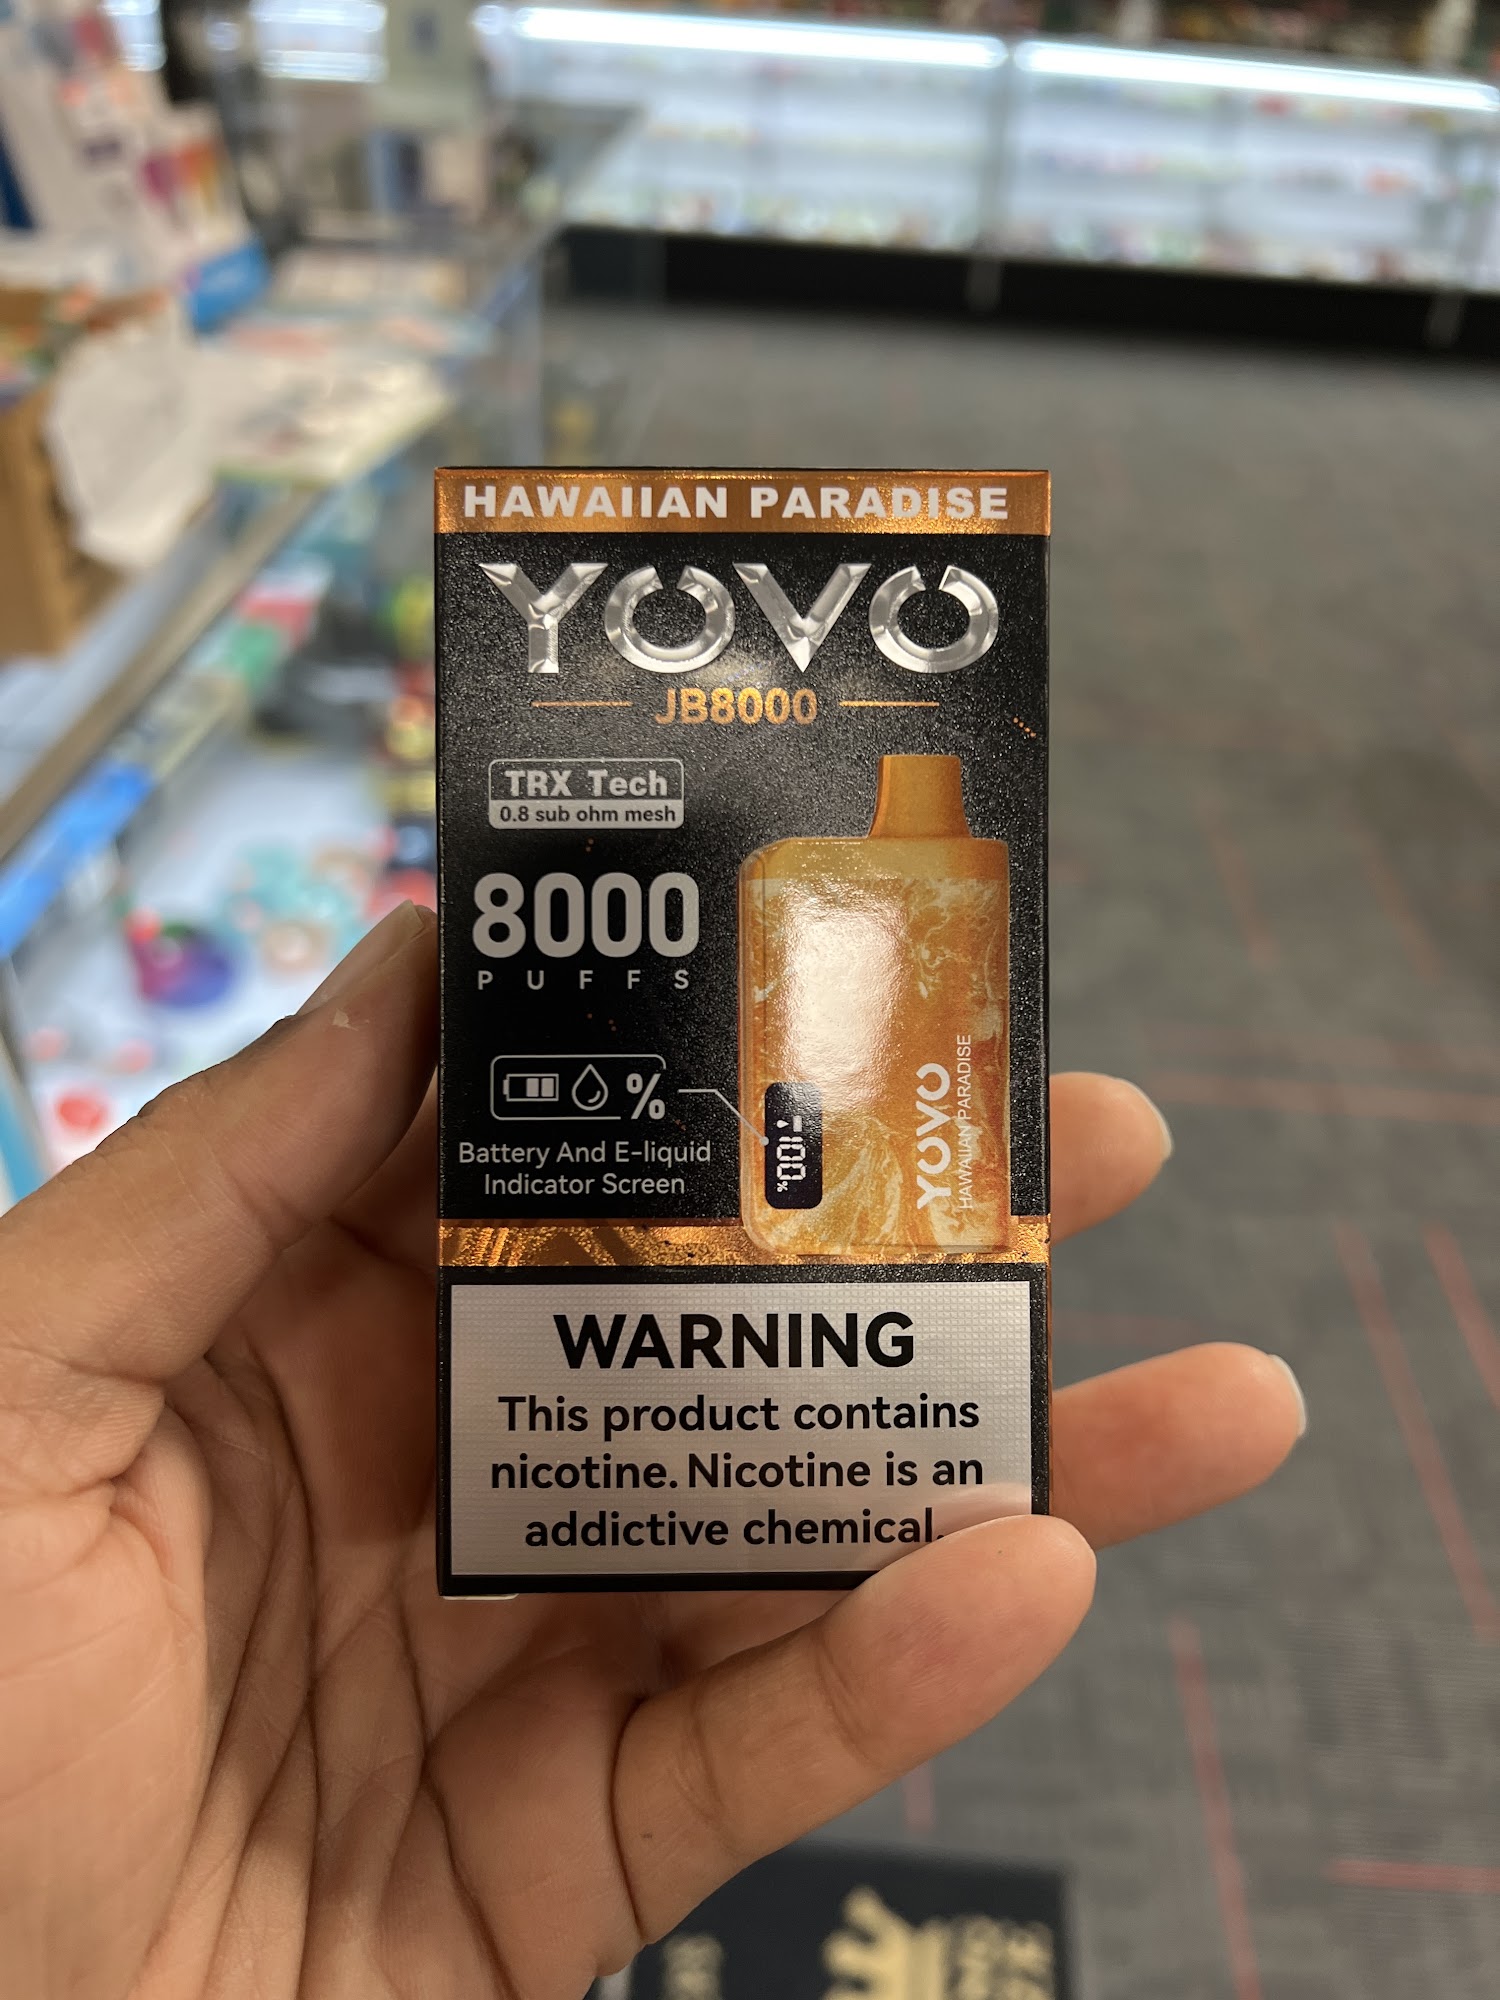 HAWAIIAN PARADISE
YOVO
JB8000
TRX Tech
0.8 sub ohm mesh
8000
PUFFS
%
Battery And E-liquid
Indicator Screen
100%
YOVO
HAWAIIAN PARADISE
WARNING
This product contains
nicotine. Nicotine is an
addictive chemical.